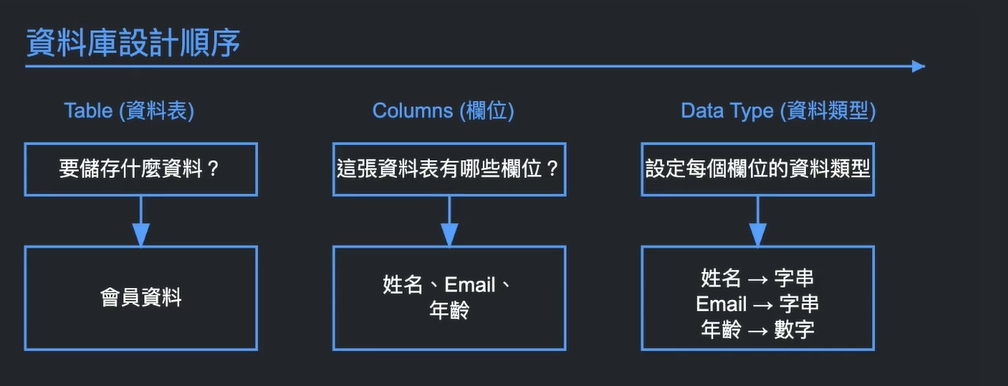 資料庫設計順序
Table (資料表)
要儲存什麼資料？
會員資料
Columns (欄位)
這張資料表有哪些欄位？
姓名、Email、
年齡
Data Type (資料類型)
設定每個欄位的資料類型
姓名 → 字串
Email → 字串
年齡 → 數字